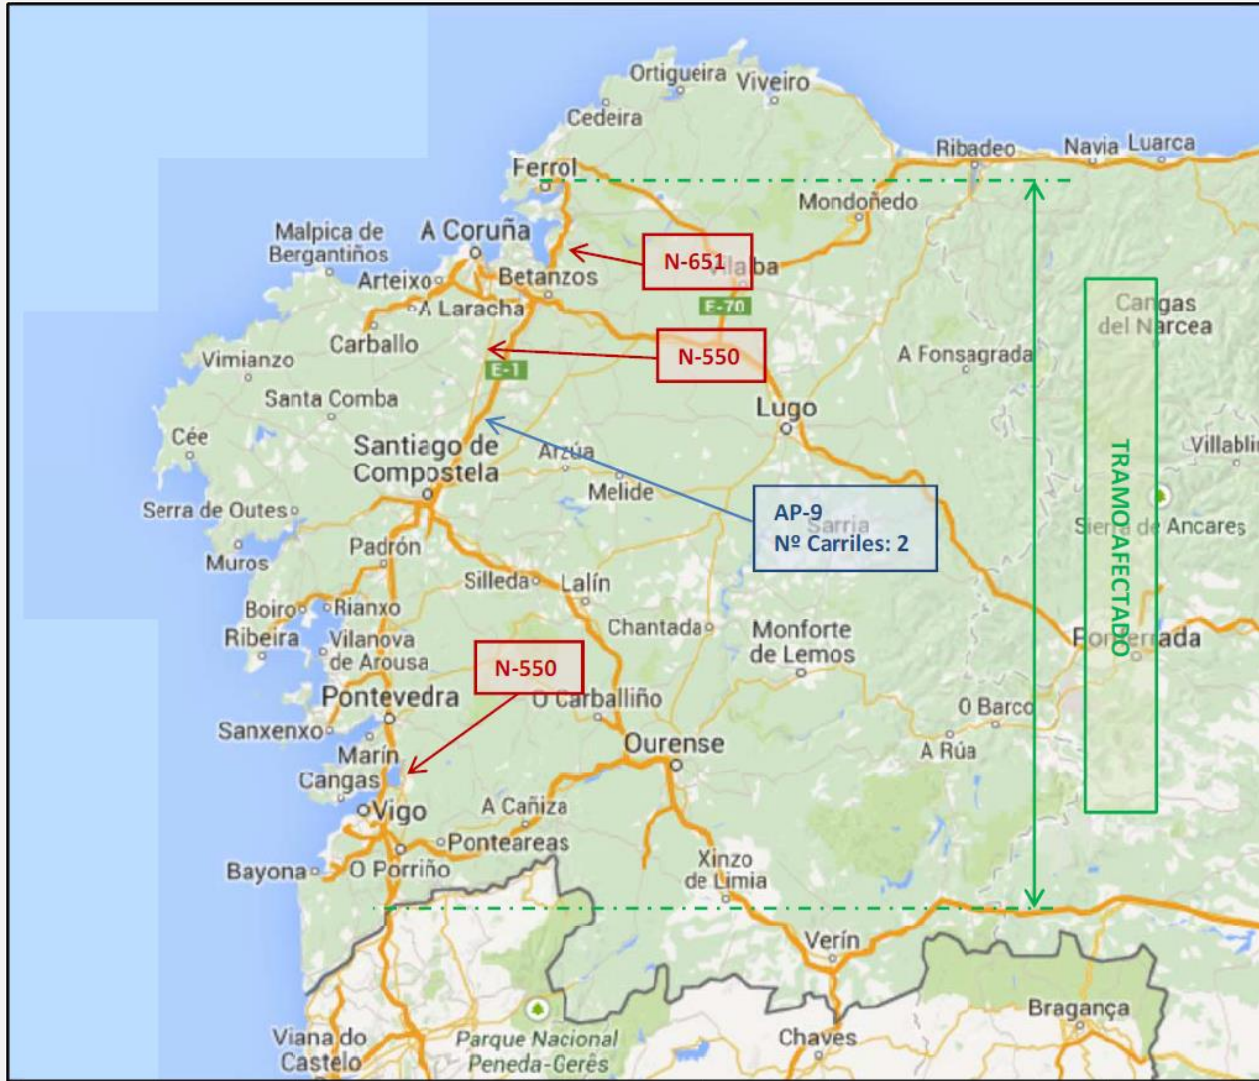 Ortigueira
Viveiro
Cedeira
Ribadeo
Navia
Luarca
Ferrol
Mondoñedo
A Coruña
Malpica de
Bergantiños
N-651
Vilalba
Arteixo
Betanzos
E-70
Cangas
del Narcea
A Laracha
Carballo
N-550
A Fonsagrada
Vimianzo
E-1
Santa Comba
Lugo
Cée
Santiago de
Compostela
Arzúa
Melide
Villablin
TRAMO AFECTADO
AP-9
Nº Carriles: 2
Sarria
Sierra de Ancares
Serra de Outes
Muros
Padrón
Silleda
Lalín
Boiro
Rianxo
Ribeira
Vilanova
de Arousa
Chantada
Monforte
de Lemos
Ponferrada
N-550
Pontevedra
O Carballiño
Sanxenxo
O Barco
Marín
Ourense
A Rúa
Cangas
Vigo
A Cañiza
Ponteareas
Bayona
O Porriño
Xinzo
de Limia
Verín
Bragança
Viana do
Castelo
Parque Nacional
Peneda-Gerês
Chaves